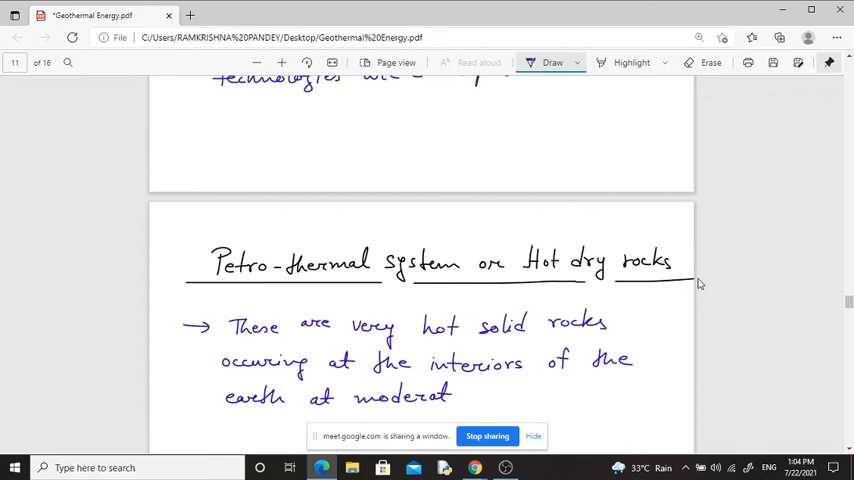 *Geothermal Energy.pdf
File C:/Users/RAMKRISHNA%20PANDEY/Desktop/Geothermal%20Energy.pdf
11 of 16 Page view Read aloud Draw Highlight Erase
technologies
Petro-thermal system or Hot dry rocks
→ These are very hot solid rocks
occuring at the interiors of the
earth at moderat
meet.google.com is sharing a window. Stop sharing Hide
Type here to search 33°C Rain ENG 1:04 PM
7/22/2021